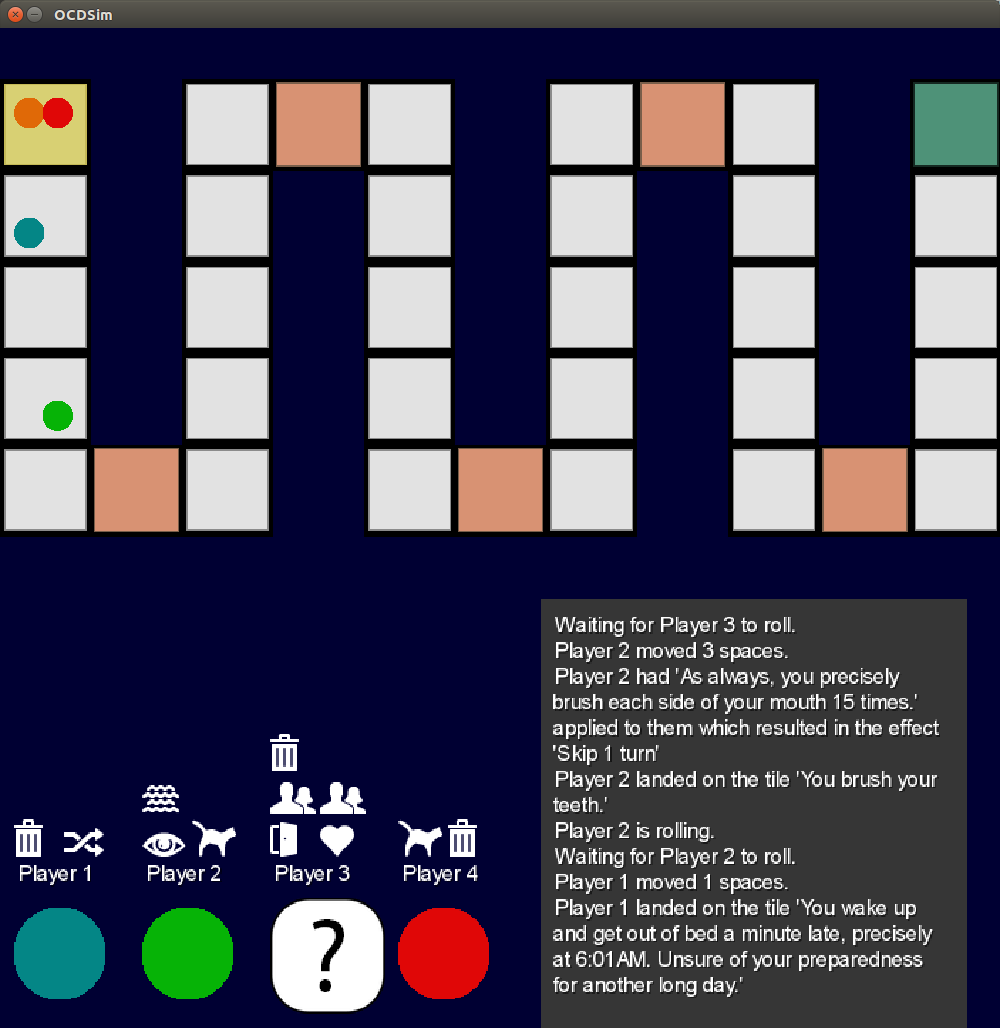 OCDSim
Waiting for Player 3 to roll.
Player 2 moved 3 spaces.
Player 2 had 'As always, you precisely
brush each side of your mouth 15 times.'
applied to them which resulted in the effect
'Skip 1 turn'
Player 2 landed on the tile 'You brush your
teeth.'
Player 2 is rolling.
Waiting for Player 2 to roll.
Player 1 moved 1 spaces.
Player 1 landed on the tile 'You wake up
and get out of bed a minute late, precisely
at 6:01AM. Unsure of your preparedness
for another long day.'
Player 1 Player 2 Player 3 Player 4
?